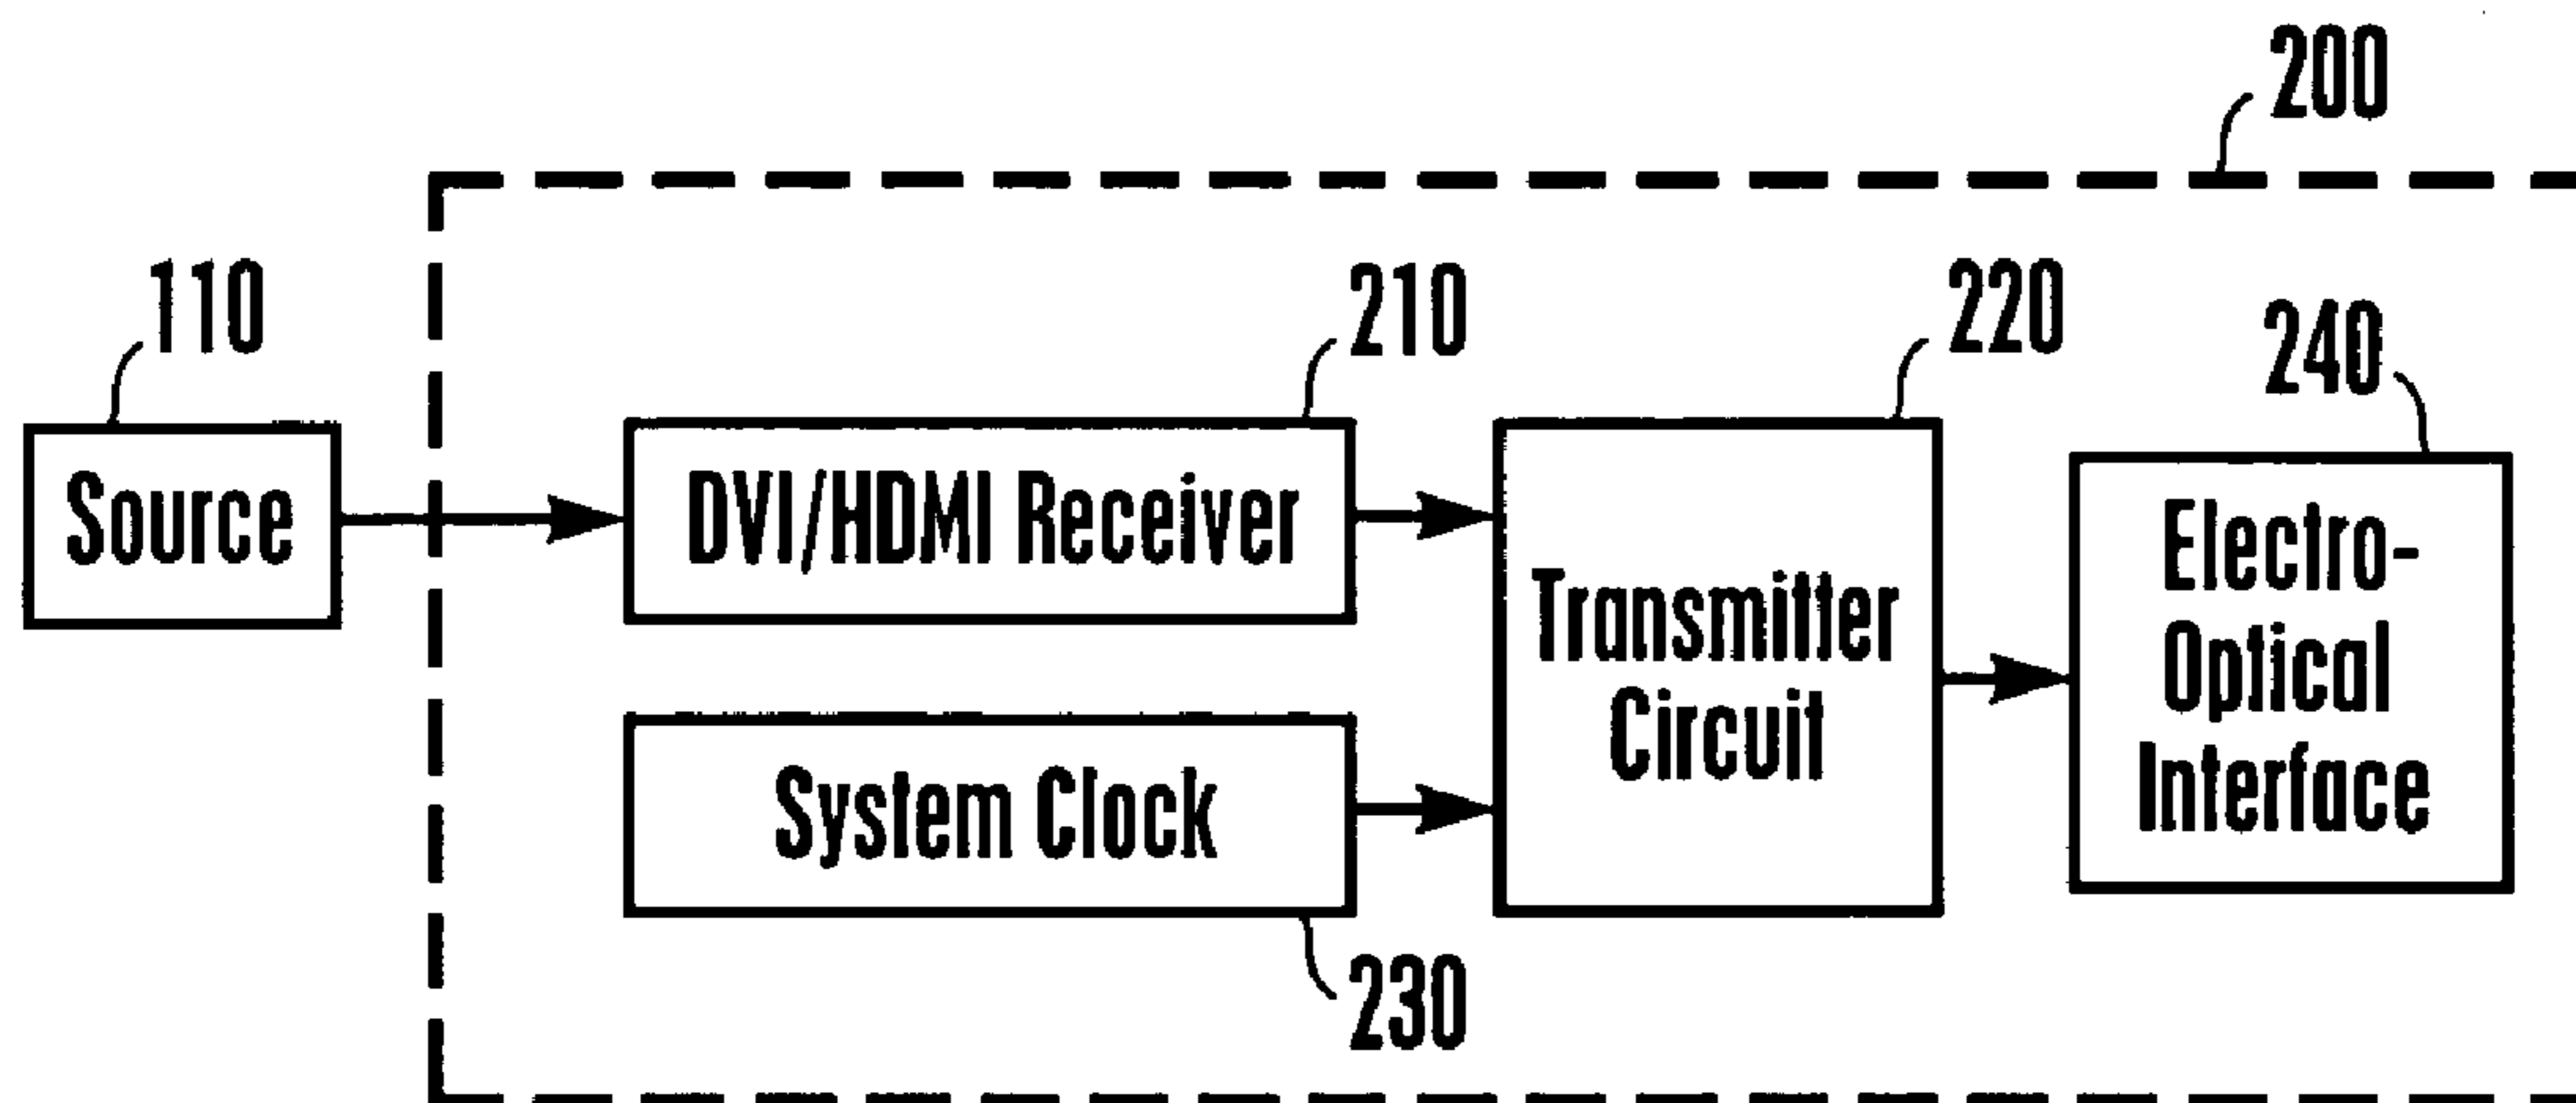 200
110
210
220
240
Source
DVI/HDMI Receiver
Transmitter
Circuit
Electro-
Optical
Interface
System Clock
230